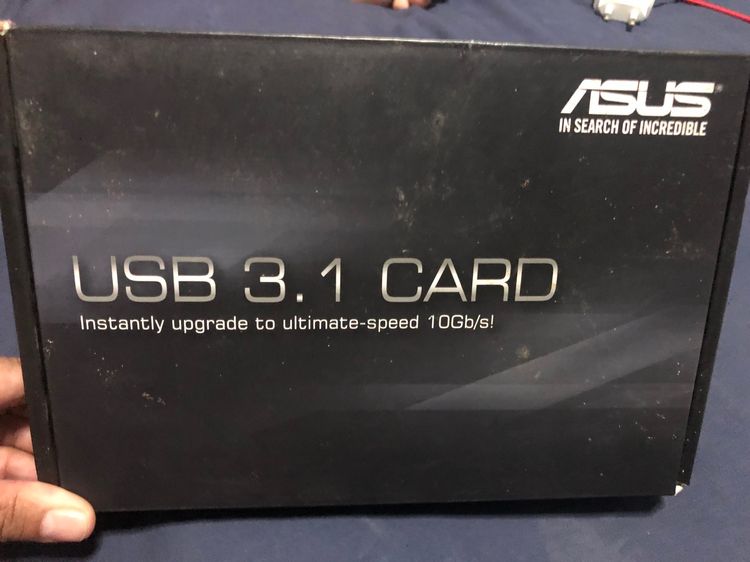 ASUS
IN SEARCH OF INCREDIBLE
USB 3.1 CARD
Instantly upgrade to ultimate-speed 10Gb/s!